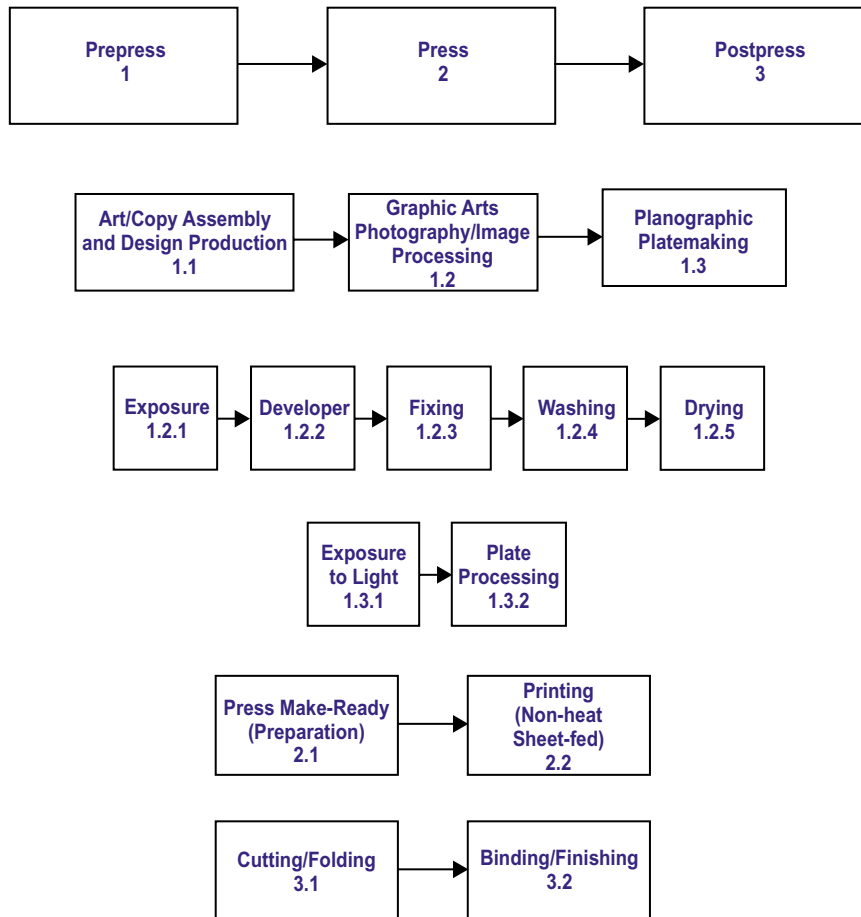 Prepress
1
Press
2
Postpress
3
Art/Copy Assembly
and Design Production
1.1
Graphic Arts
Photography/Image
Processing
1.2
Planographic
Platemaking
1.3
Exposure
1.2.1
Developer
1.2.2
Fixing
1.2.3
Washing
1.2.4
Drying
1.2.5
Exposure
to Light
1.3.1
Plate
Processing
1.3.2
Press Make-Ready
(Preparation)
2.1
Printing
(Non-heat
Sheet-fed)
2.2
Cutting/Folding
3.1
Binding/Finishing
3.2